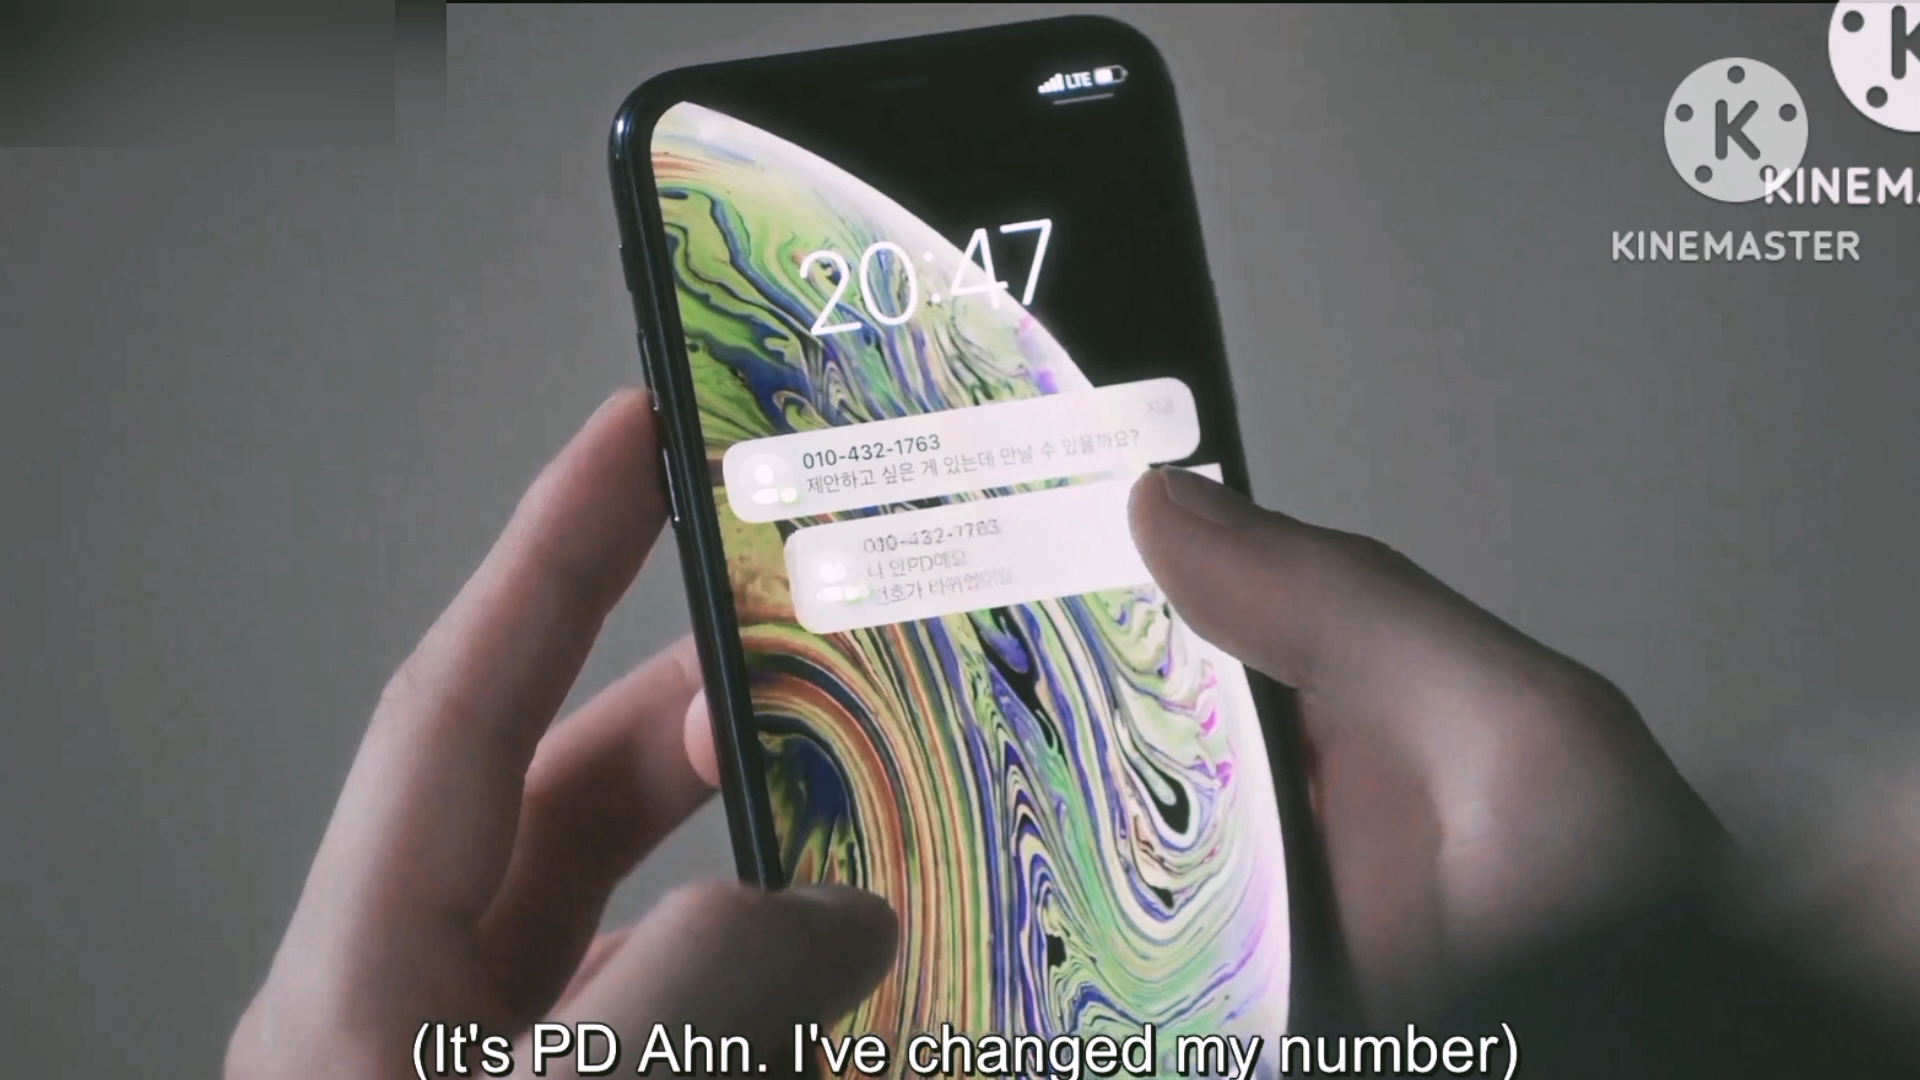 LTE
K
KINEMA
KINEMASTER
20:47
지금
010-432-1763
제안하고 싶은 게 있는데 만날 수 있을까요?
010-432-1763
나 안PD예요
번호가 바뀌었어요
(It's PD Ahn. I've changed my number)